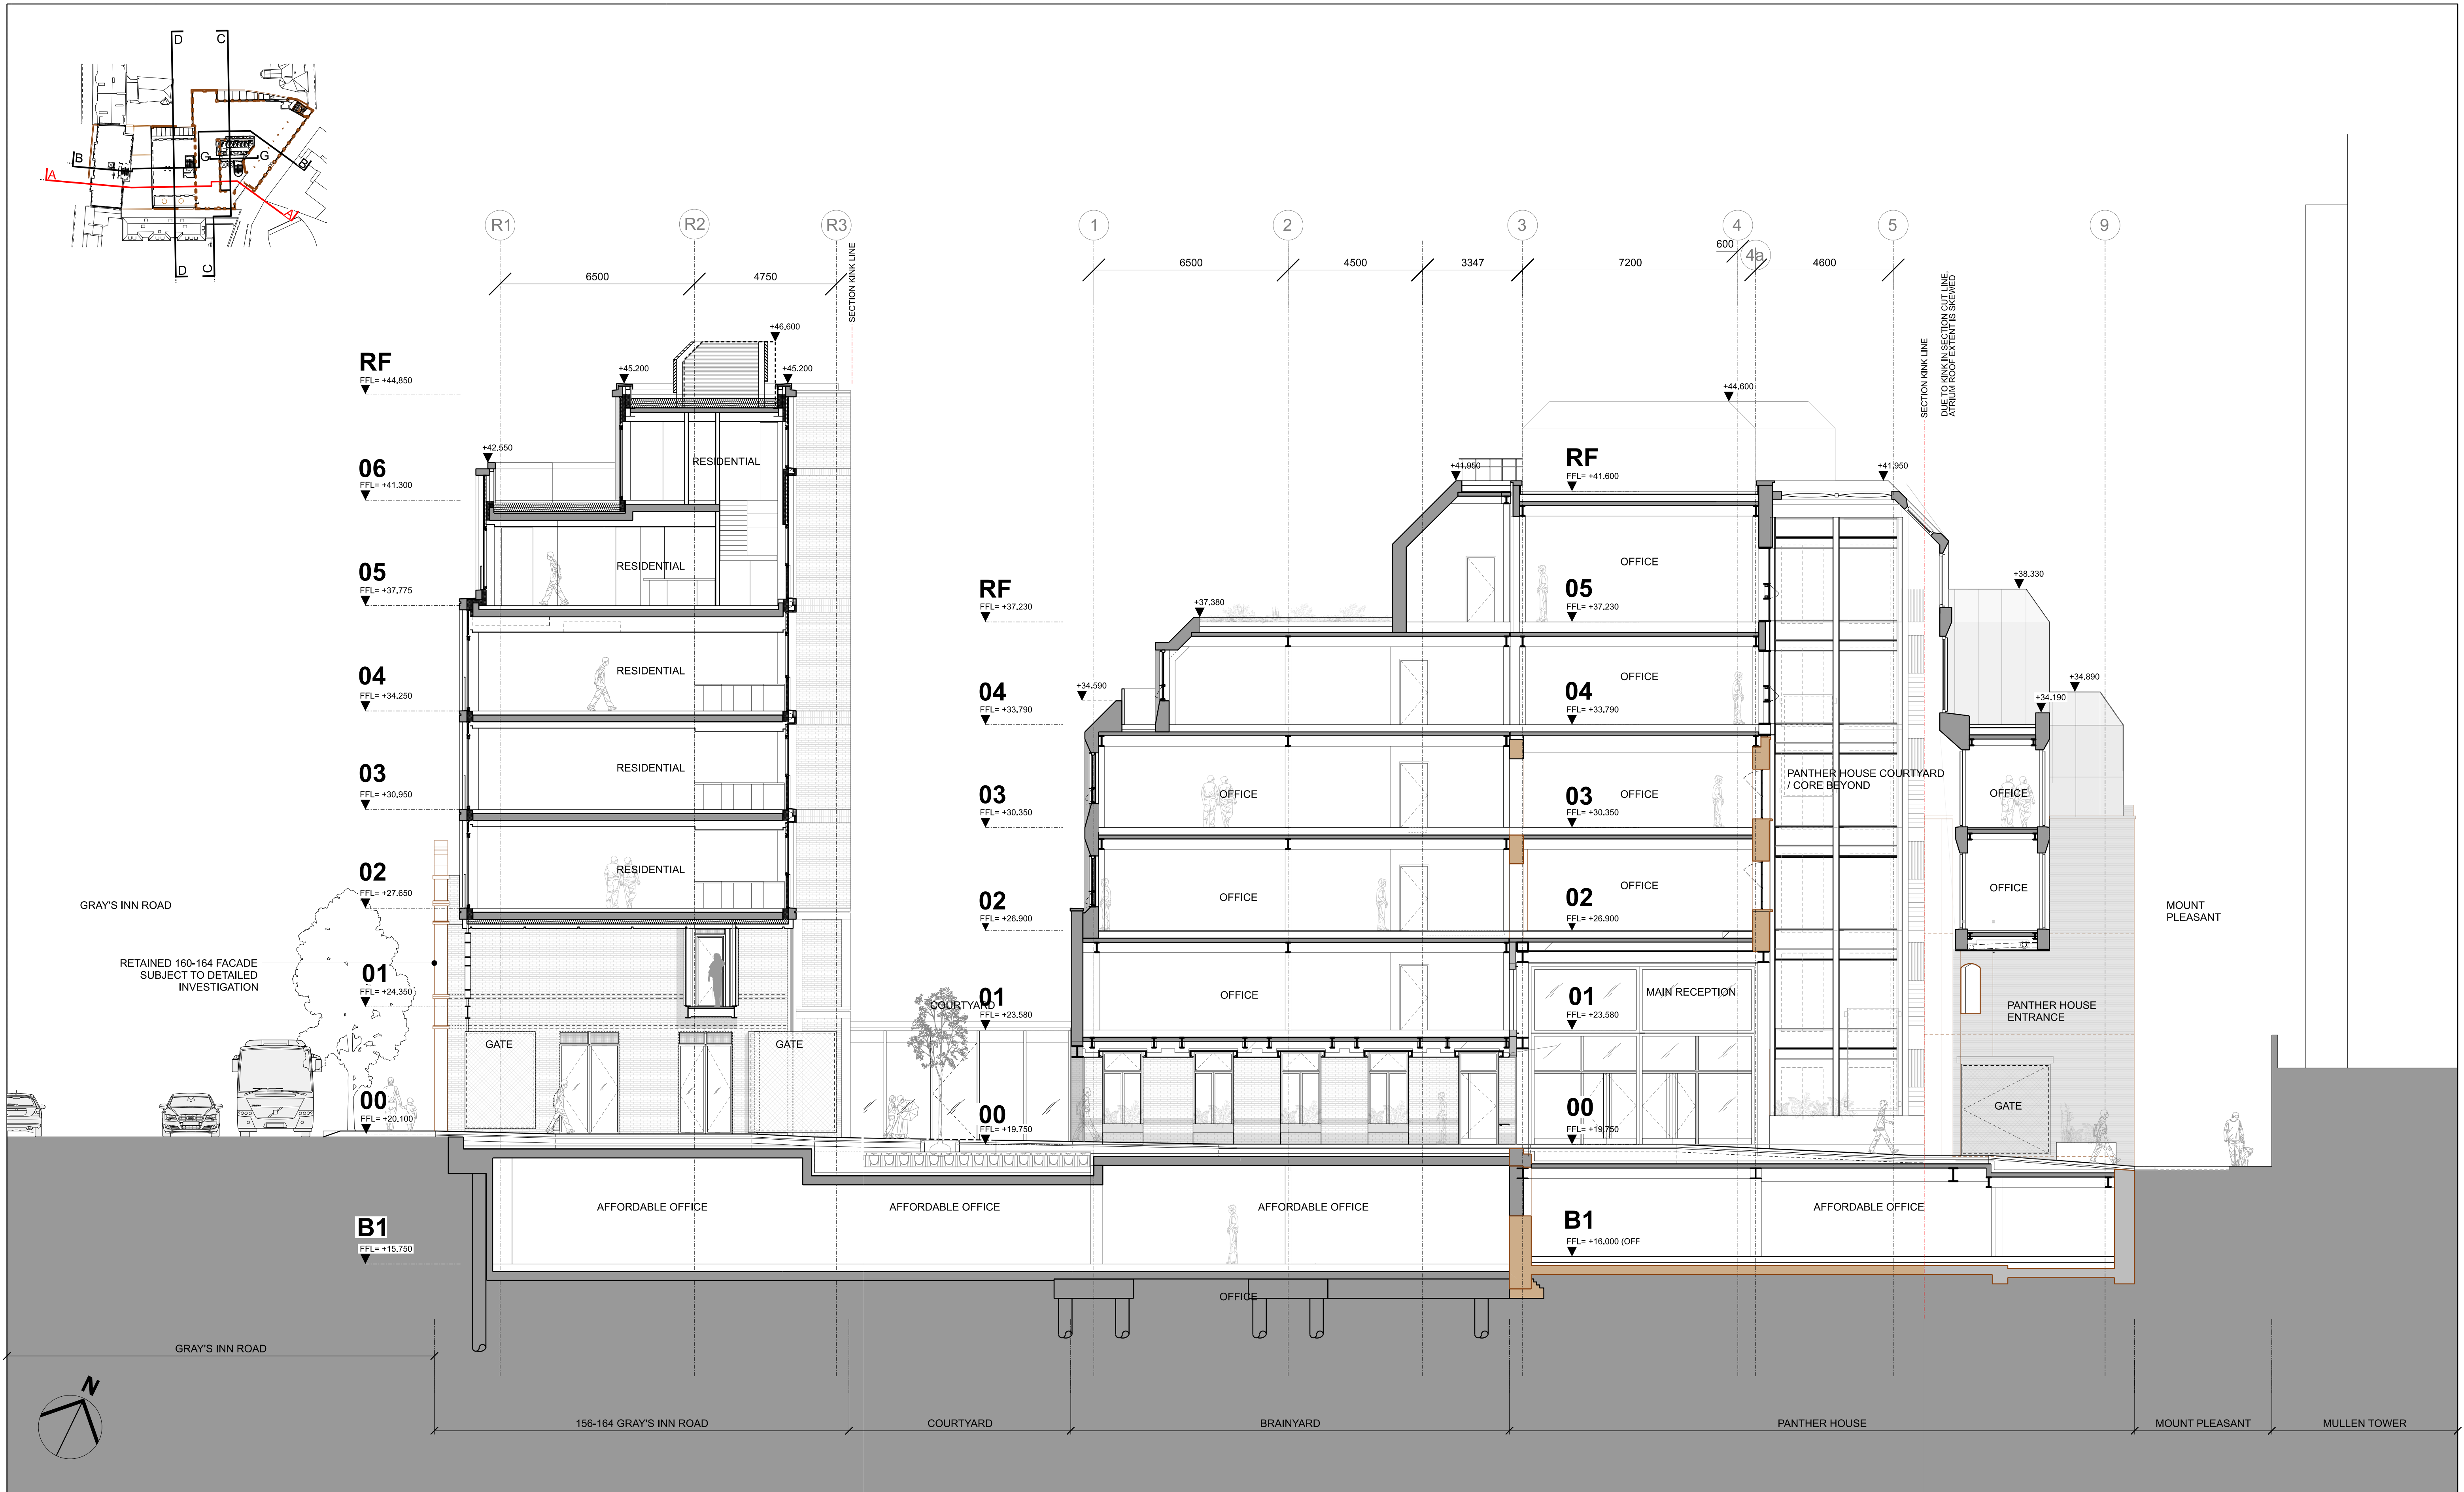 D
C
B
G
G
B
A
A
D
C
R1
R2
R3
1
2
3
4
4a
5
9
6500
4750
6500
4500
3347
7200
600
4600
SECTION KINK LINE
SECTION KINK LINE
DUE TO KINK IN SECTION CUT LINE,
ATRIUM ROOF EXTENT IS SKEWED
+46,600
+45.200
+45.200
+42,550
RF
FFL= +44,850
06
FFL= +41.300
05
FFL= +37,775
04
FFL= +34,250
03
FFL= +30,950
02
FFL= +27,650
01
FFL= +24,350
00
FFL= +20,100
B1
FFL= +15,750
RESIDENTIAL
RESIDENTIAL
RESIDENTIAL
RESIDENTIAL
RESIDENTIAL
GRAY'S INN ROAD
RETAINED 160-164 FACADE
SUBJECT TO DETAILED
INVESTIGATION
GATE
GATE
COURTYARD
RF
FFL= +37,230
04
FFL= +33,790
03
FFL= +30,350
02
FFL= +26,900
01
FFL= +23,580
00
FFL= +19,750
+34.590
+37,380
+41,950
+44,600
+41,950
+38,330
+34,890
+34.190
RF
FFL= +41,600
05
FFL= +37,230
04
FFL= +33,790
03
FFL= +30,350
02
FFL= +26,900
01
FFL= +23,580
00
FFL= +19,750
B1
FFL= +16,000 (OFF
OFFICE
OFFICE
OFFICE
OFFICE
OFFICE
OFFICE
OFFICE
OFFICE
OFFICE
OFFICE
MAIN RECEPTION
PANTHER HOUSE COURTYARD
/ CORE BEYOND
PANTHER HOUSE
ENTRANCE
GATE
MOUNT
PLEASANT
AFFORDABLE OFFICE
AFFORDABLE OFFICE
AFFORDABLE OFFICE
AFFORDABLE OFFICE
N
GRAY'S INN ROAD
156-164 GRAY'S INN ROAD
COURTYARD
BRAINYARD
PANTHER HOUSE
MOUNT PLEASANT
MULLEN TOWER